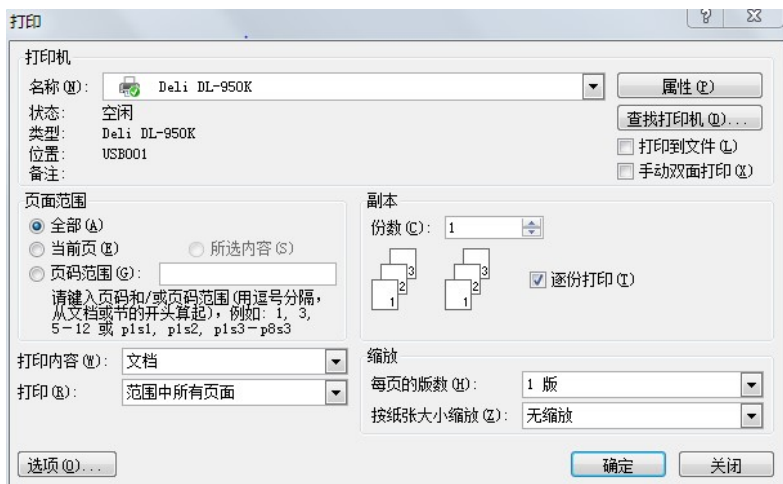 打印
打印机
名称(N): Deli DL-950K
属性(P)
状态: 空闲
查找打印机(D)...
类型: Deli DL-950K
位置: USB001
打印到文件(L)
备注:
手动双面打印(X)
页面范围
全部(A)
当前页(E) 所选内容(S)
页码范围(G):
请键入页码和/或页码范围(用逗号分隔，
从文档或节的开头算起)，例如: 1, 3,
5-12 或 p1s1, p1s2, p1s3-p8s3
副本
份数(C): 1
1 2 3 1 2 3
逐份打印(T)
打印内容(W): 文档
打印(R): 范围中所有页面
缩放
每页的版数(H): 1 版
按纸张大小缩放(Z): 无缩放
选项(O)...
确定
关闭